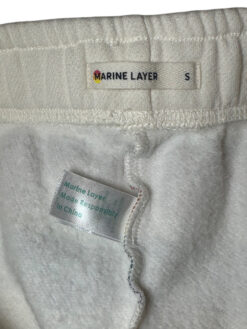 MARINE LAYER S
Marine Layer
Made Responsibly
in China